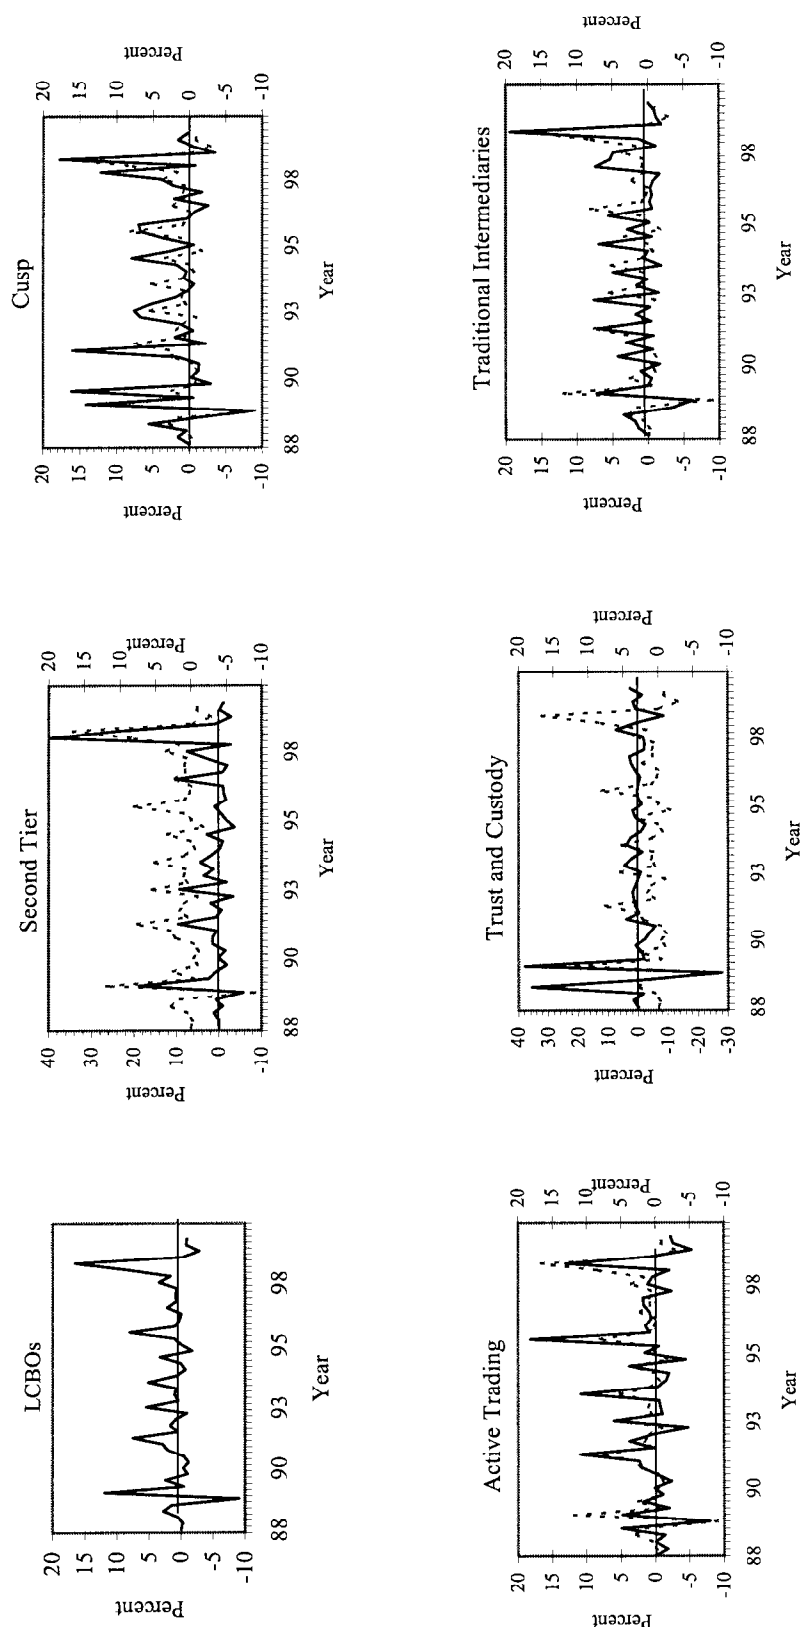 LCBOs
20
15
10
5
0
-5
-10
Percent
88 90 93 95 98
Year
Second Tier
40
30
20
10
0
-10
Percent
20
15
10
5
0
-5
-10
Percent
88 90 93 95 98
Year
Cusp
20
15
10
5
0
-5
-10
Percent
20
15
10
5
0
-5
-10
Percent
88 90 93 95 98
Year
Active Trading
20
15
10
5
0
-5
-10
Percent
20
15
10
5
0
-5
-10
Percent
88 90 93 95 98
Year
Trust and Custody
40
30
20
10
0
-10
-20
-30
Percent
20
15
10
5
0
-5
-10
Percent
88 90 93 95 98
Year
Traditional Intermediaries
20
15
10
5
0
-5
-10
Percent
20
15
10
5
0
-5
-10
Percent
88 90 93 95 98
Year